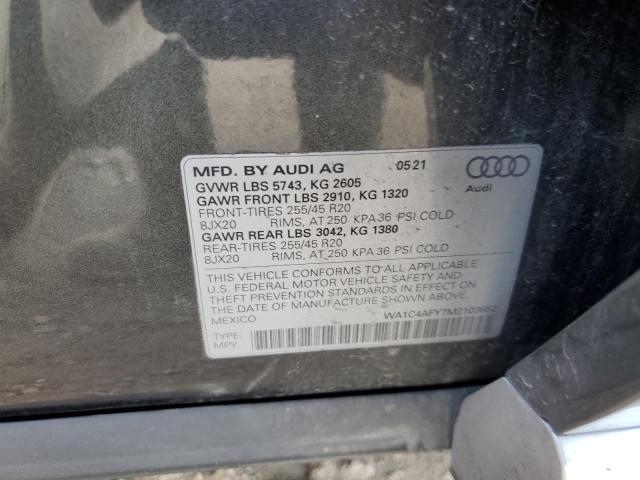 MFD. BY AUDI AG 0521
GVWR LBS 5743, KG 2605
GAWR FRONT LBS 2910, KG 1320
FRONT-TIRES 255/45 R20
8JX20 RIMS, AT 250 KPA 36 PSI COLD
GAWR REAR LBS 3042, KG 1380
REAR-TIRES 255/45 R20
8JX20 RIMS, AT 250 KPA 36 PSI COLD
Audi
THIS VEHICLE CONFORMS TO ALL APPLICABLE
U.S. FEDERAL MOTOR VEHICLE SAFETY AND
THEFT PREVENTION STANDARDS IN EFFECT ON
THE DATE OF MANUFACTURE SHOWN ABOVE.
MEXICO
WA1C4AFY7M2103652
TYPE:
MPV